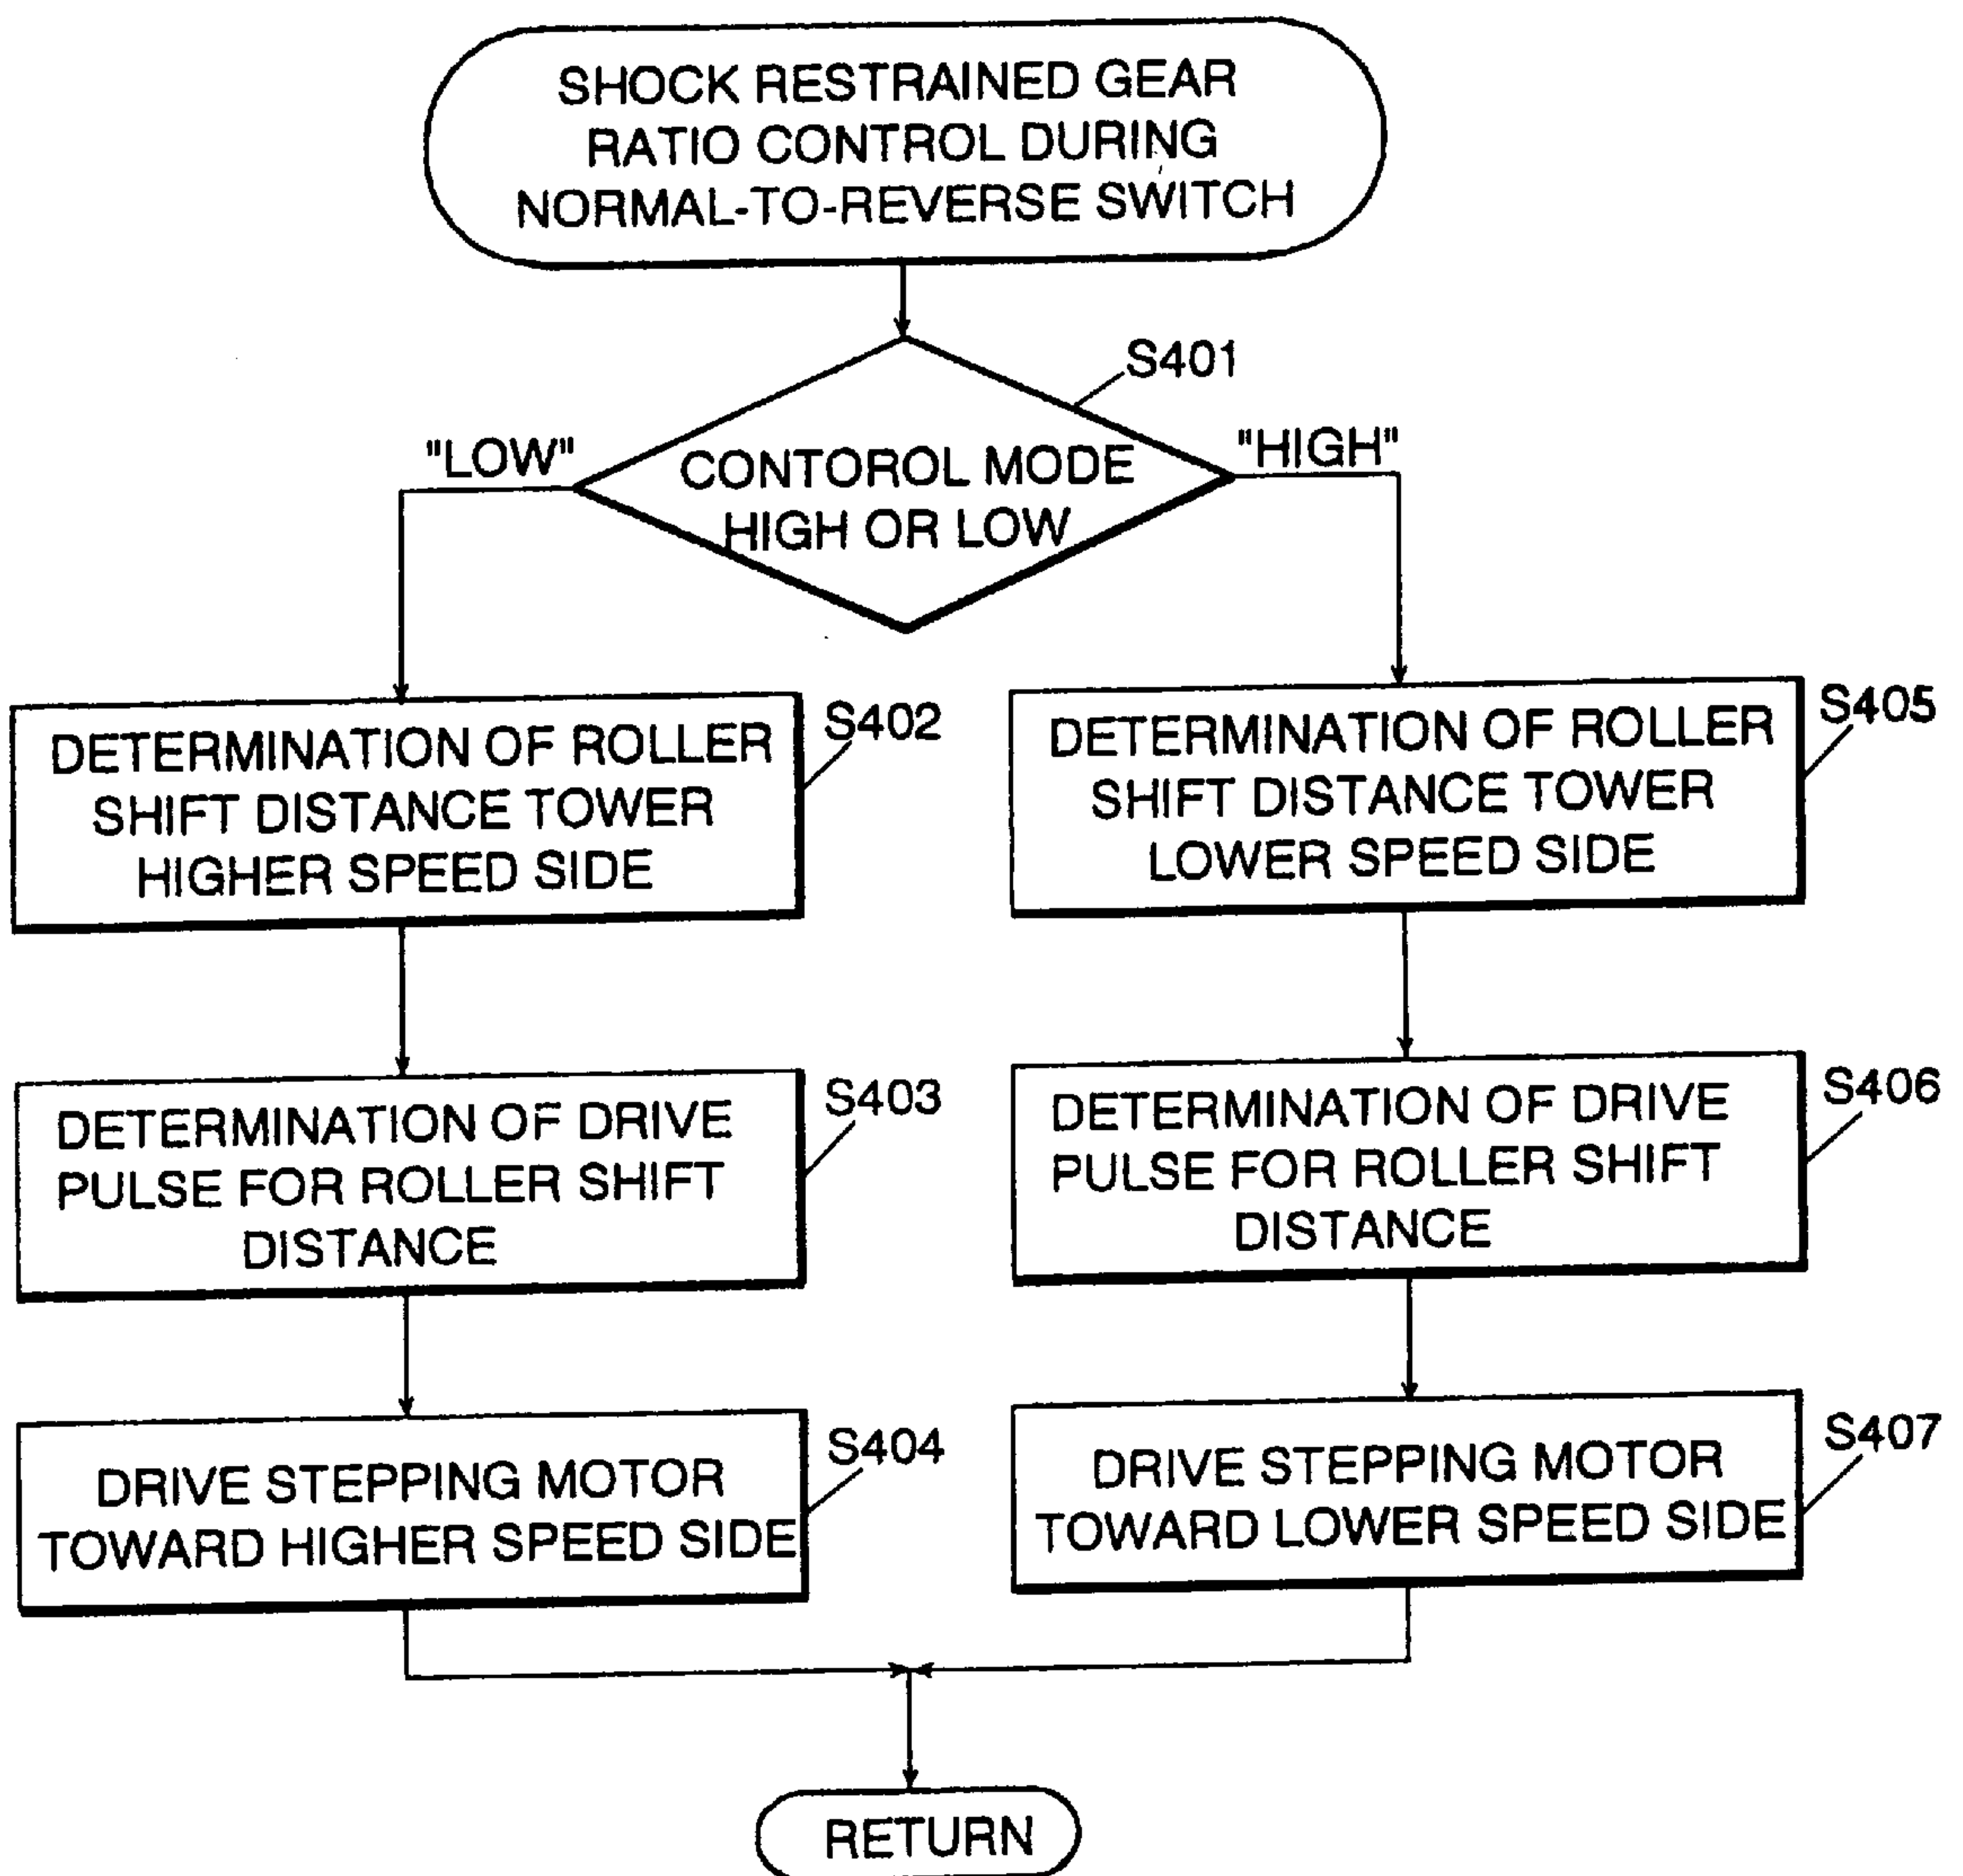 SHOCK RESTRAINED GEAR
RATIO CONTROL DURING
NORMAL-TO-REVERSE SWITCH
S401
"LOW"
"HIGH"
CONTOROL MODE
HIGH OR LOW
S402
DETERMINATION OF ROLLER
SHIFT DISTANCE TOWER
HIGHER SPEED SIDE
S405
DETERMINATION OF ROLLER
SHIFT DISTANCE TOWER
LOWER SPEED SIDE
S403
DETERMINATION OF DRIVE
PULSE FOR ROLLER SHIFT
DISTANCE
S406
DETERMINATION OF DRIVE
PULSE FOR ROLLER SHIFT
DISTANCE
S404
DRIVE STEPPING MOTOR
TOWARD HIGHER SPEED SIDE
S407
DRIVE STEPPING MOTOR
TOWARD LOWER SPEED SIDE
RETURN